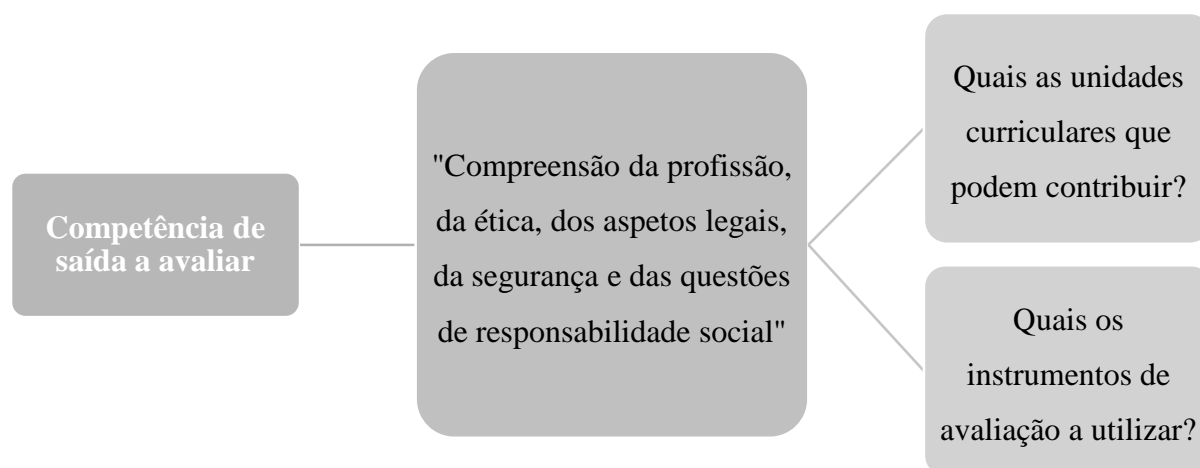 Competência de
saída a avaliar
"Compreensão da profissão,
da ética, dos aspetos legais,
da segurança e das questões
de responsabilidade social"
Quais as unidades
curriculares que
podem contribuir?
Quais os
instrumentos de
avaliação a utilizar?